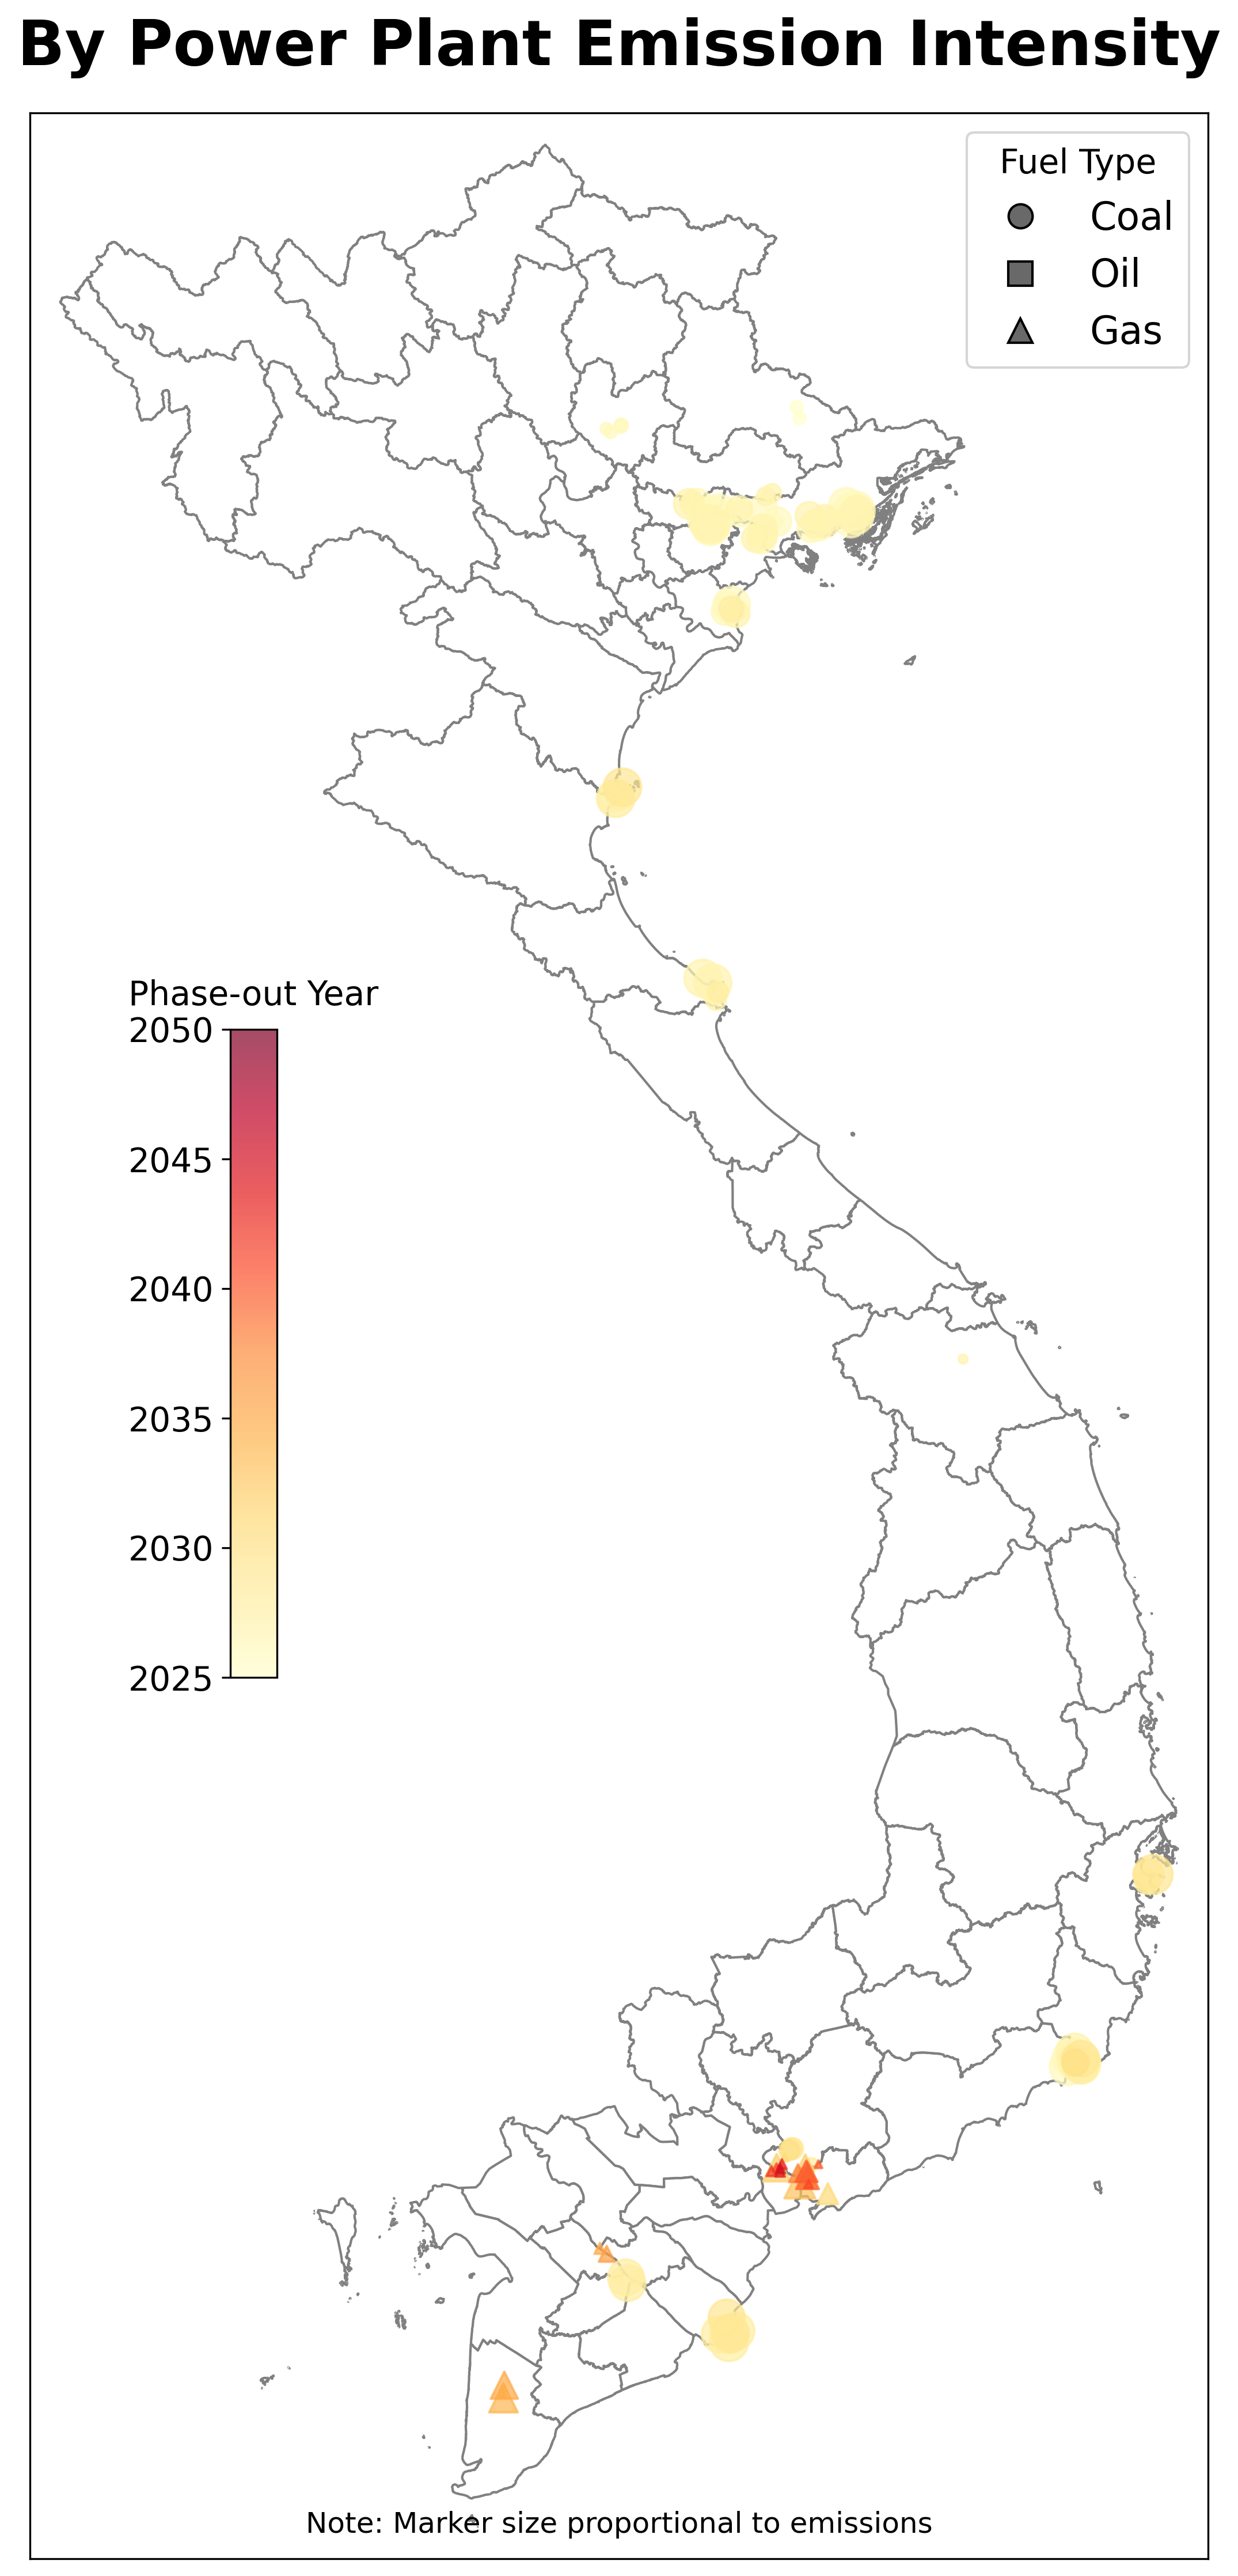 By Power Plant Emission Intensity
Fuel Type
Coal
Oil
Gas
Phase-out Year
2050
2045
2040
2035
2030
2025
Note: Marker size proportional to emissions